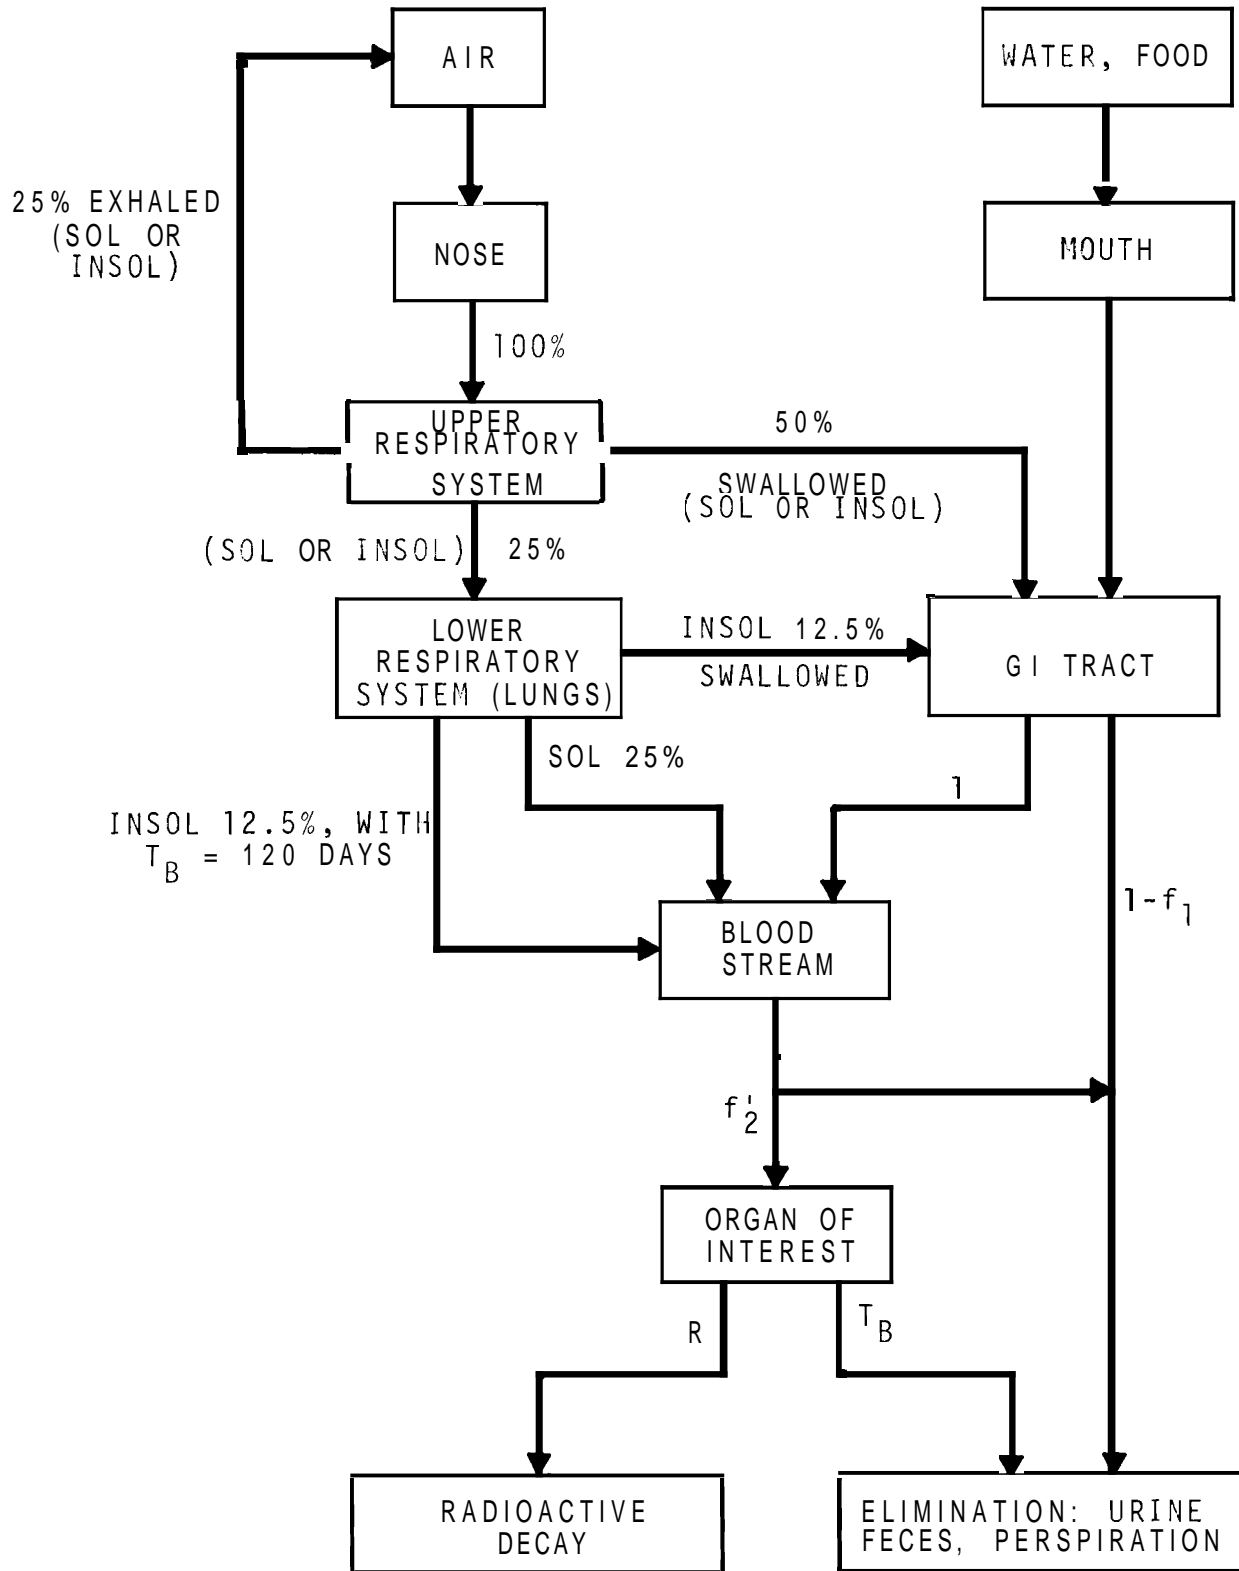 AIR
WATER, FOOD
25% EXHALED
(SOL OR
INSOL)
NOSE
MOUTH
100%
UPPER
RESPIRATORY
SYSTEM
50%
SWALLOWED
(SOL OR INSOL)
(SOL OR INSOL) 25%
LOWER
RESPIRATORY
SYSTEM (LUNGS)
INSOL 12.5%
SWALLOWED
GI TRACT
SOL 25%
1
INSOL 12.5%, WITH
T_B = 120 DAYS
1-f_1
BLOOD
STREAM
f'_2
ORGAN OF
INTEREST
R
T_B
RADIOACTIVE
DECAY
ELIMINATION: URINE
FECES, PERSPIRATION